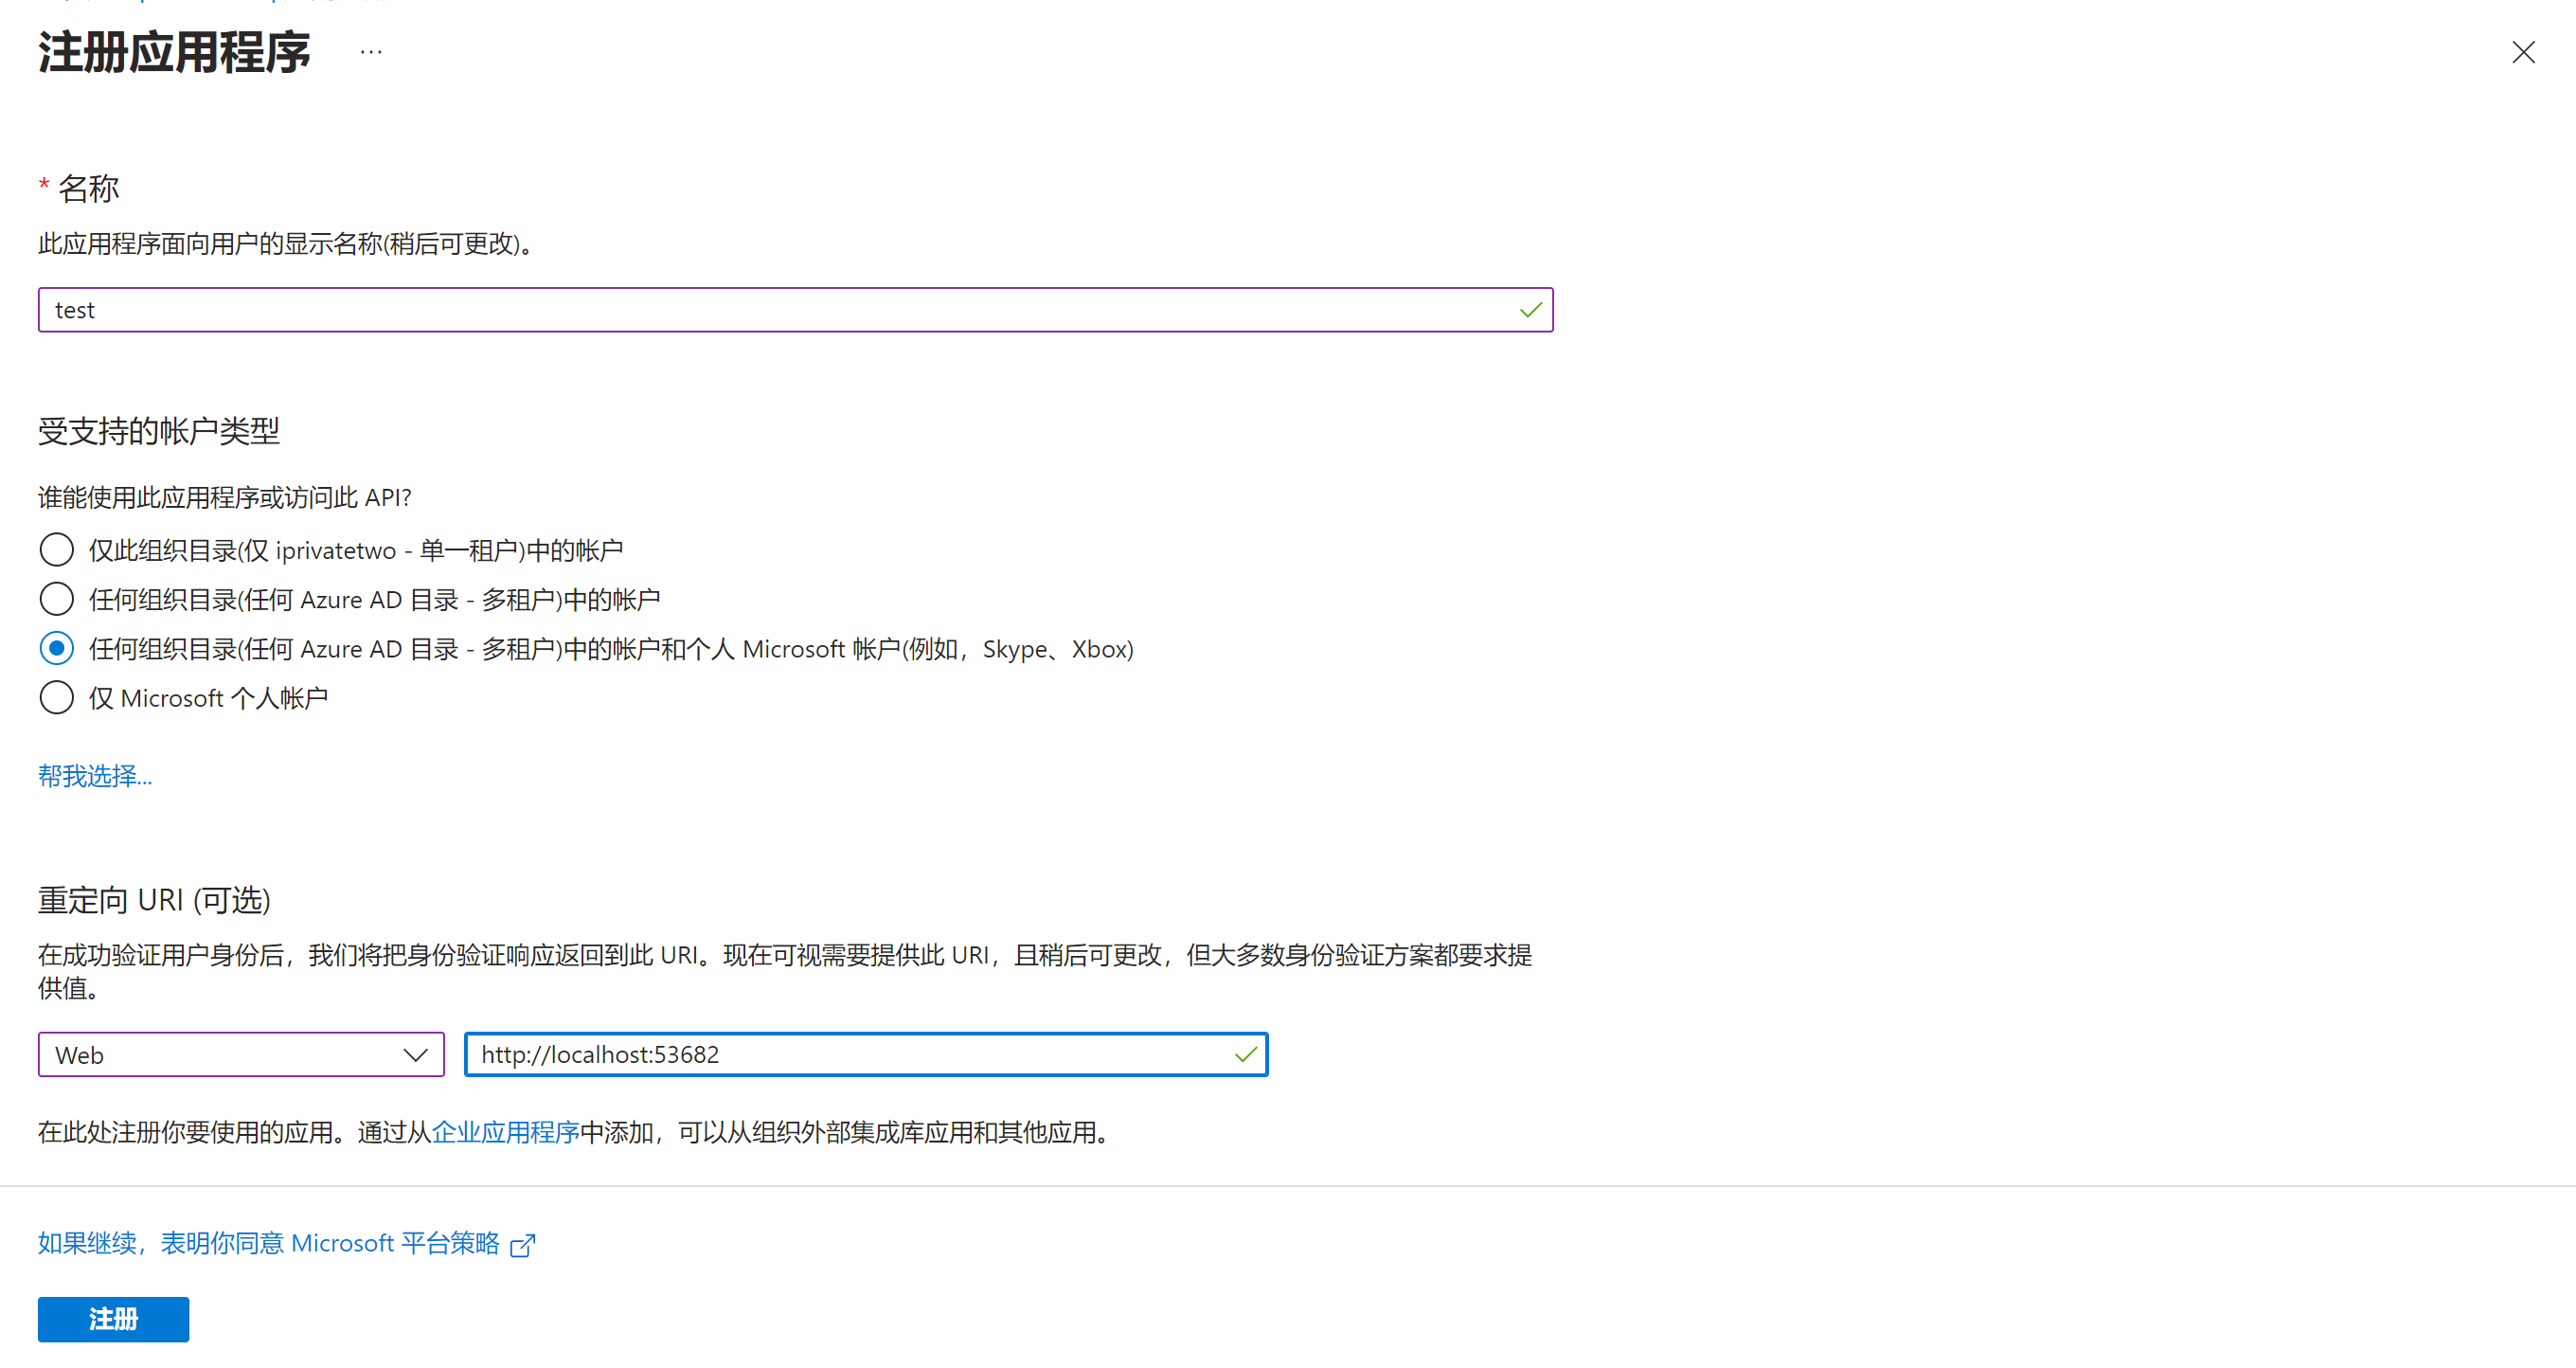 注册应用程序 ...
* 名称
此应用程序面向用户的显示名称(稍后可更改)。
test
受支持的帐户类型
谁能使用此应用程序或访问此 API?
仅此组织目录(仅 iprivatetwo - 单一租户)中的帐户
任何组织目录(任何 Azure AD 目录 - 多租户)中的帐户
任何组织目录(任何 Azure AD 目录 - 多租户)中的帐户和个人 Microsoft 帐户(例如，Skype、Xbox)
仅 Microsoft 个人帐户
帮我选择...
重定向 URI (可选)
在成功验证用户身份后，我们将把身份验证响应返回到此 URI。现在可视需要提供此 URI，且稍后可更改，但大多数身份验证方案都要求提
供值。
Web
http://localhost:53682
在此处注册你要使用的应用。通过从企业应用程序中添加，可以从组织外部集成库应用和其他应用。
如果继续，表明你同意 Microsoft 平台策略
注册